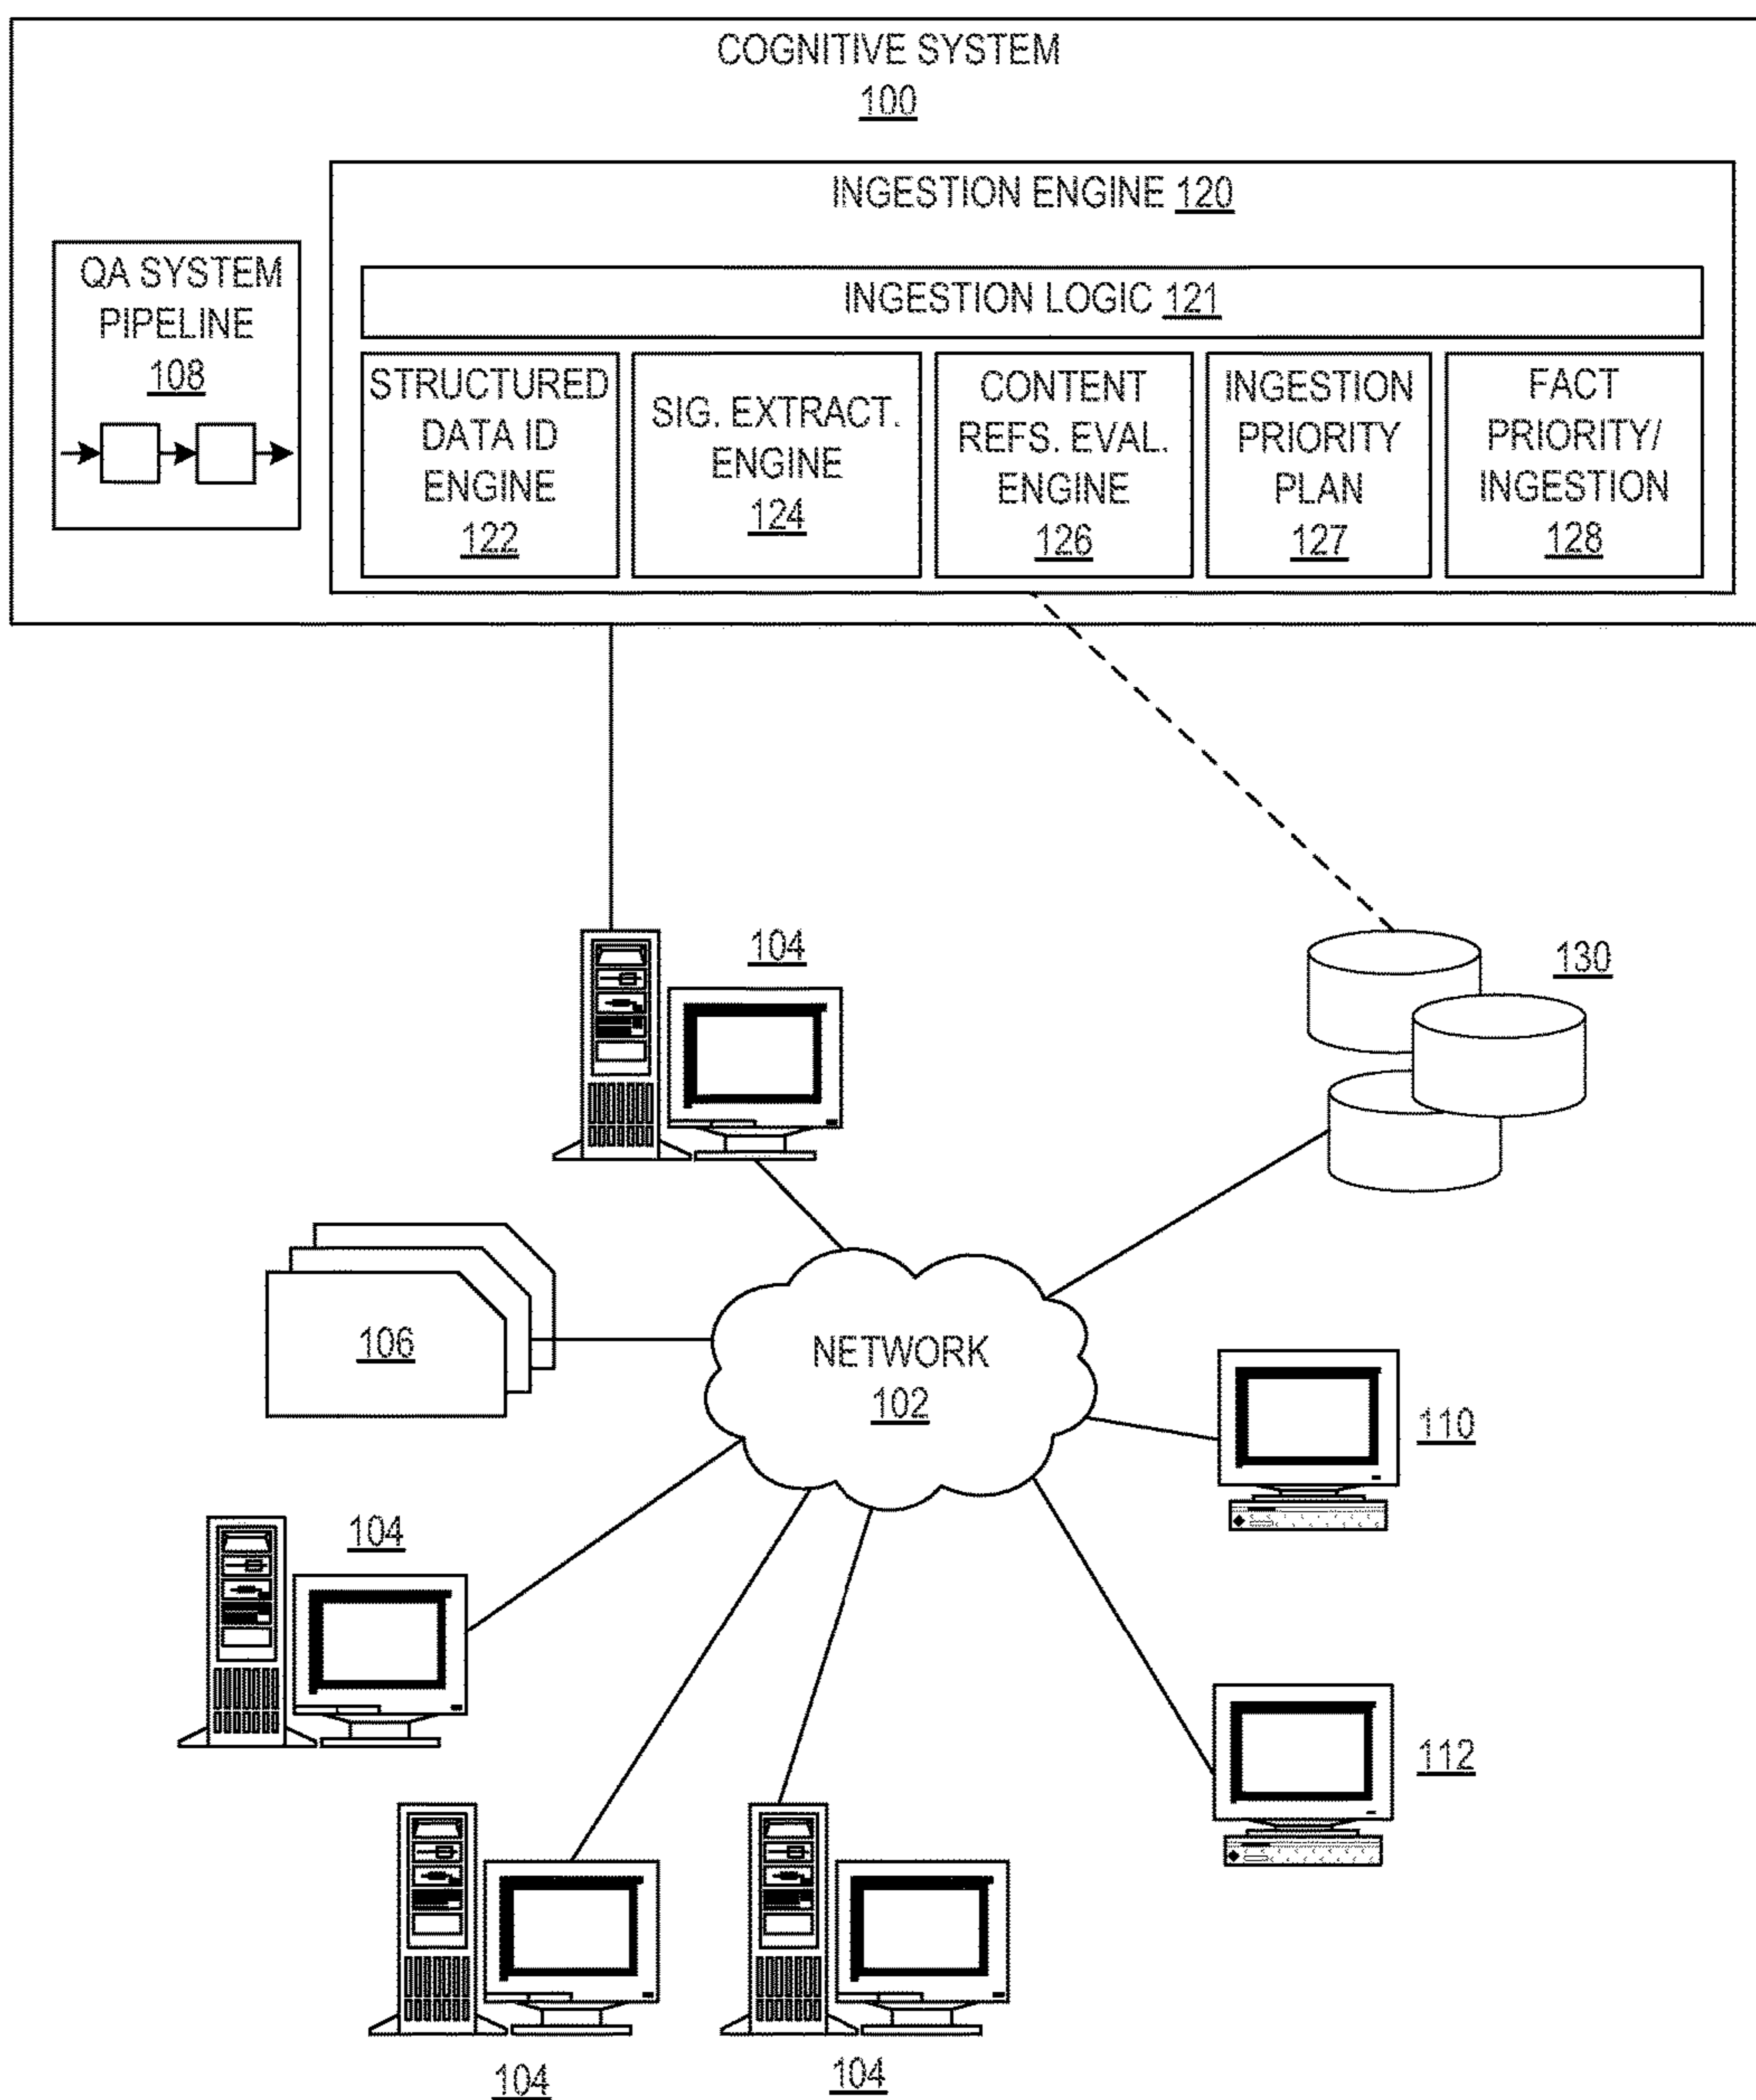 COGNITIVE SYSTEM
100
INGESTION ENGINE 120
QA SYSTEM
PIPELINE
108
INGESTION LOGIC 121
STRUCTURED
DATA ID
ENGINE
122
SIG. EXTRACT.
ENGINE
124
CONTENT
REFS. EVAL.
ENGINE
126
INGESTION
PRIORITY
PLAN
127
FACT
PRIORITY/
INGESTION
128
104
130
106
NETWORK
102
110
104
112
104
104